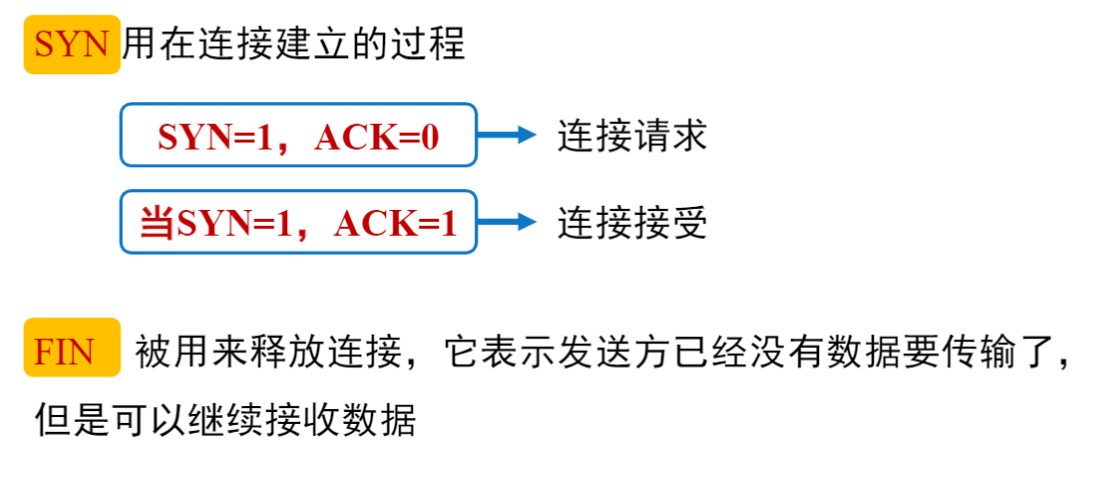 SYN用在连接建立的过程
SYN=1，ACK=0 连接请求
当SYN=1，ACK=1 连接接受
FIN 被用来释放连接，它表示发送方已经没有数据要传输了，
但是可以继续接收数据